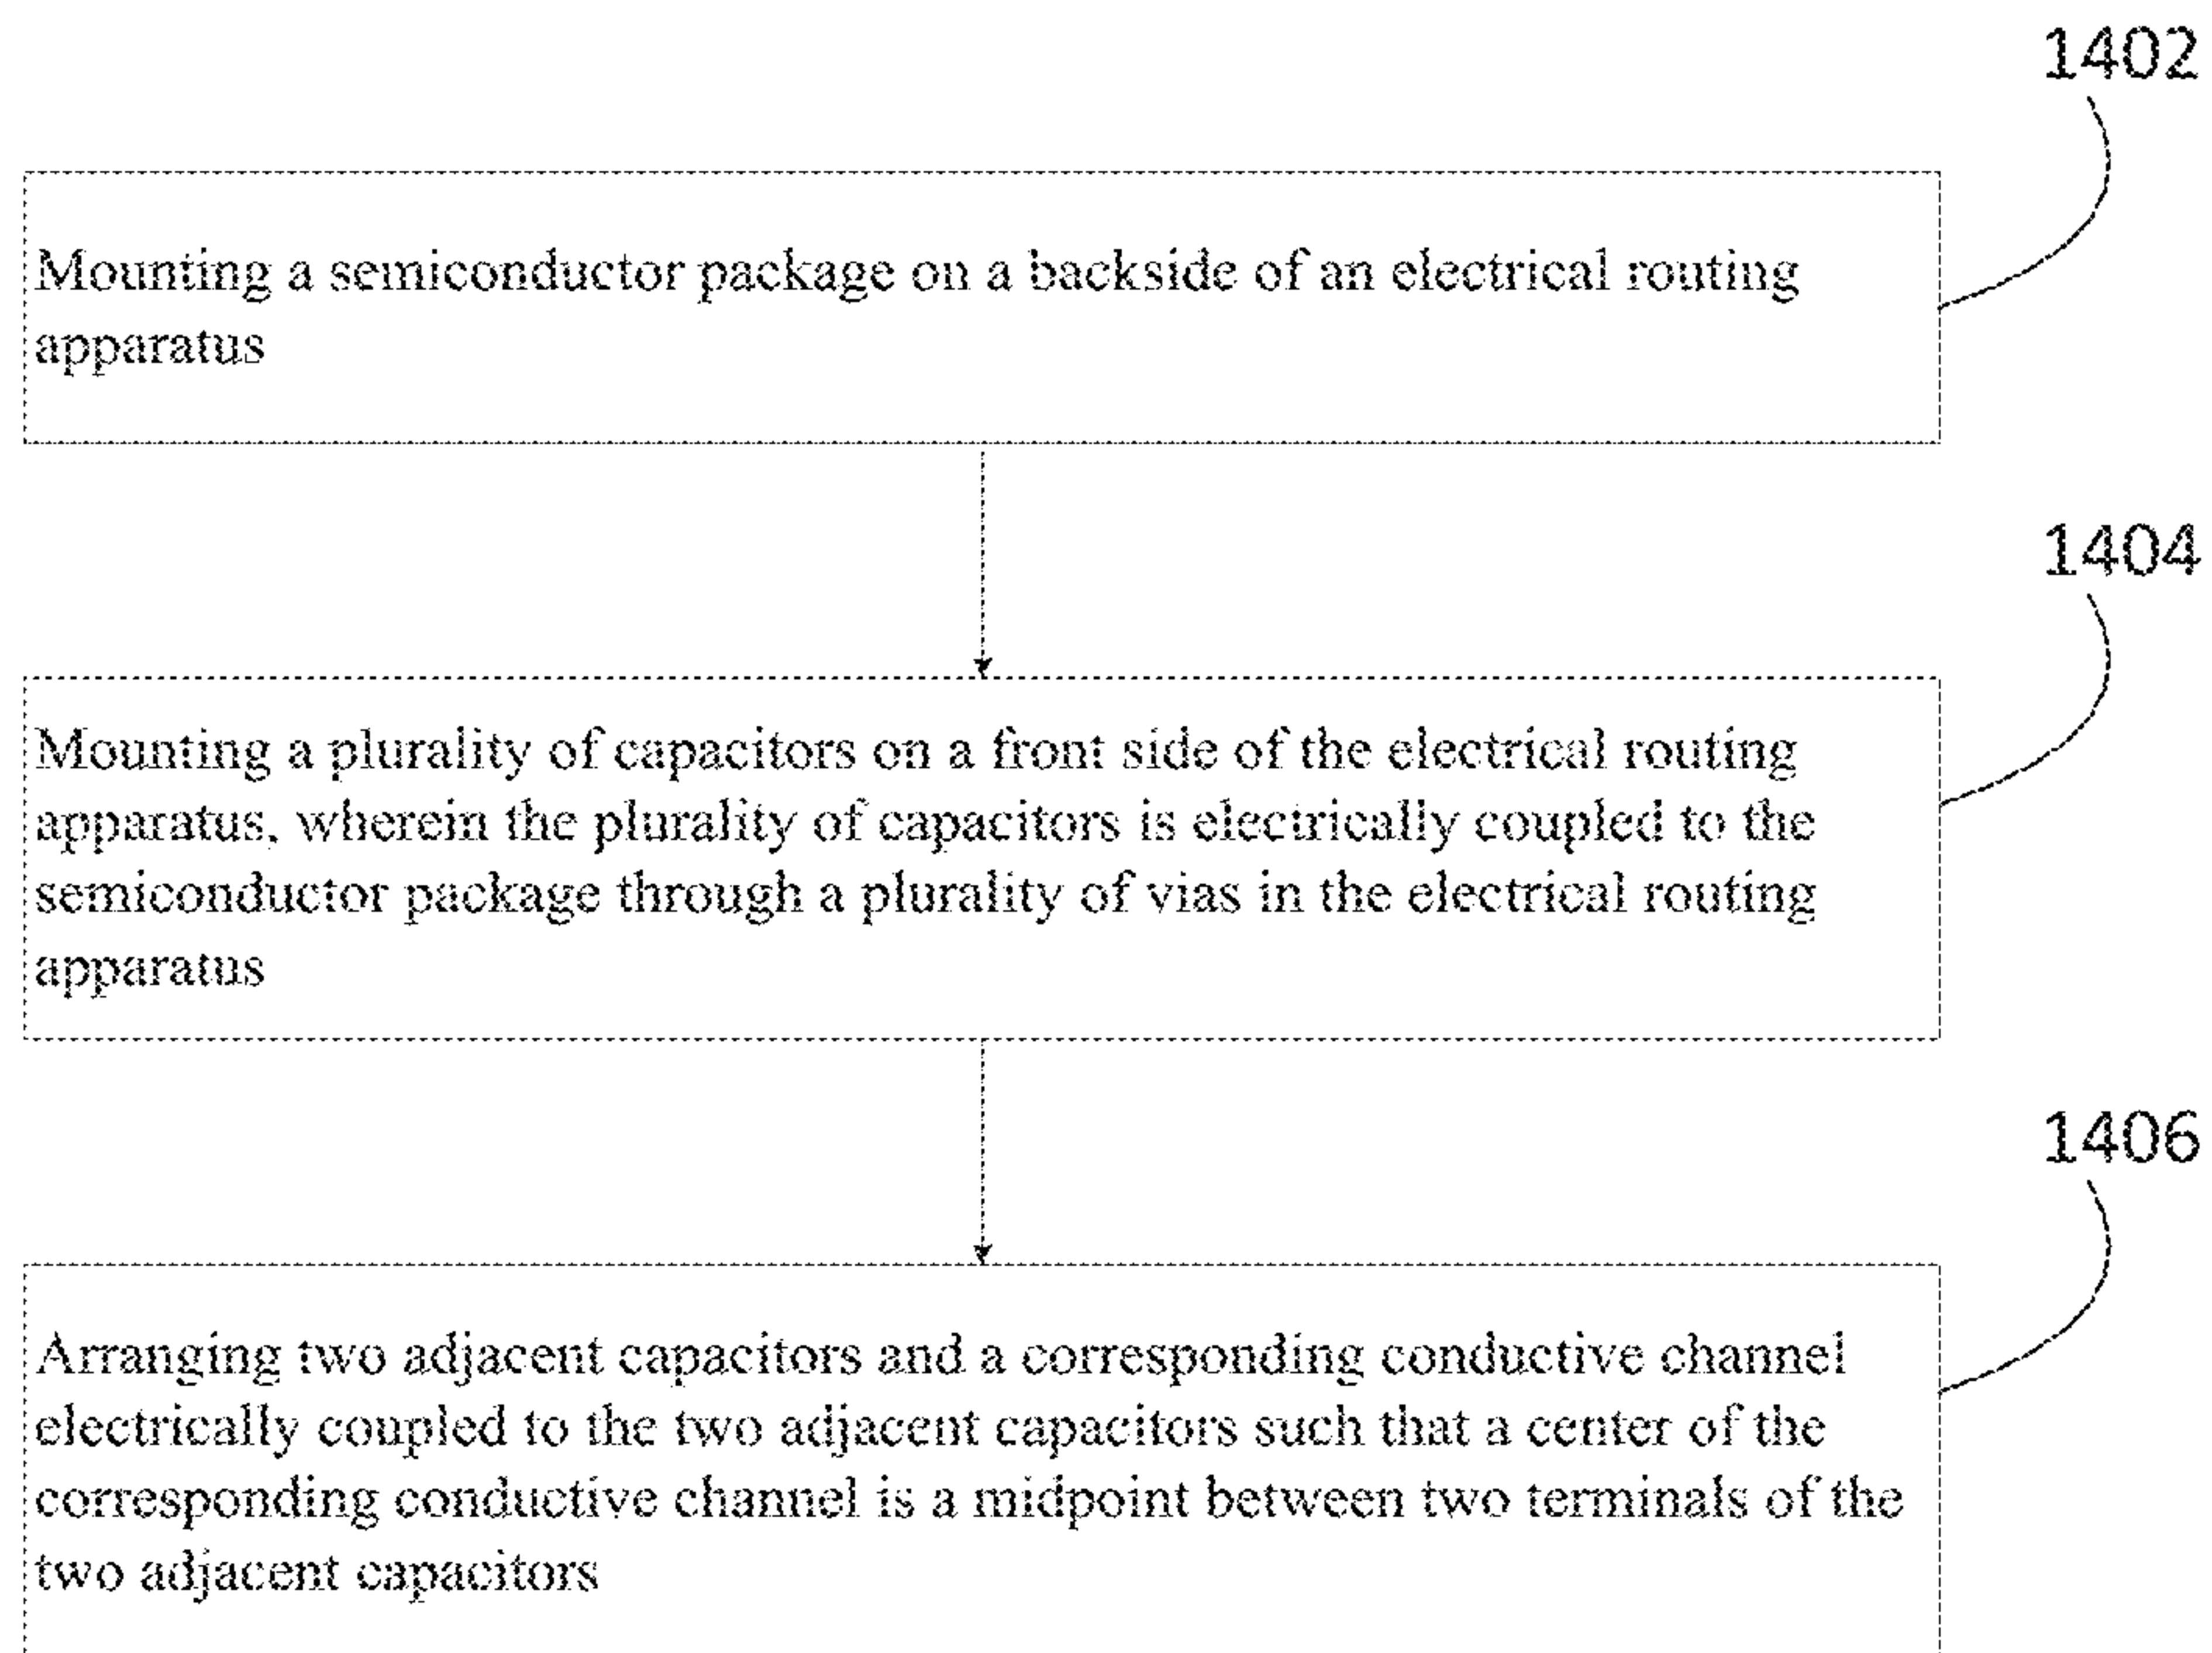 1402
Mounting a semiconductor package on a backside of an electrical routing
apparatus
1404
Mounting a plurality of capacitors on a front side of the electrical routing
apparatus, wherein the plurality of capacitors is electrically coupled to the
semiconductor package through a plurality of vias in the electrical routing
apparatus
1406
Arranging two adjacent capacitors and a corresponding conductive channel
electrically coupled to the two adjacent capacitors such that a center of the
corresponding conductive channel is a midpoint between two terminals of the
two adjacent capacitors